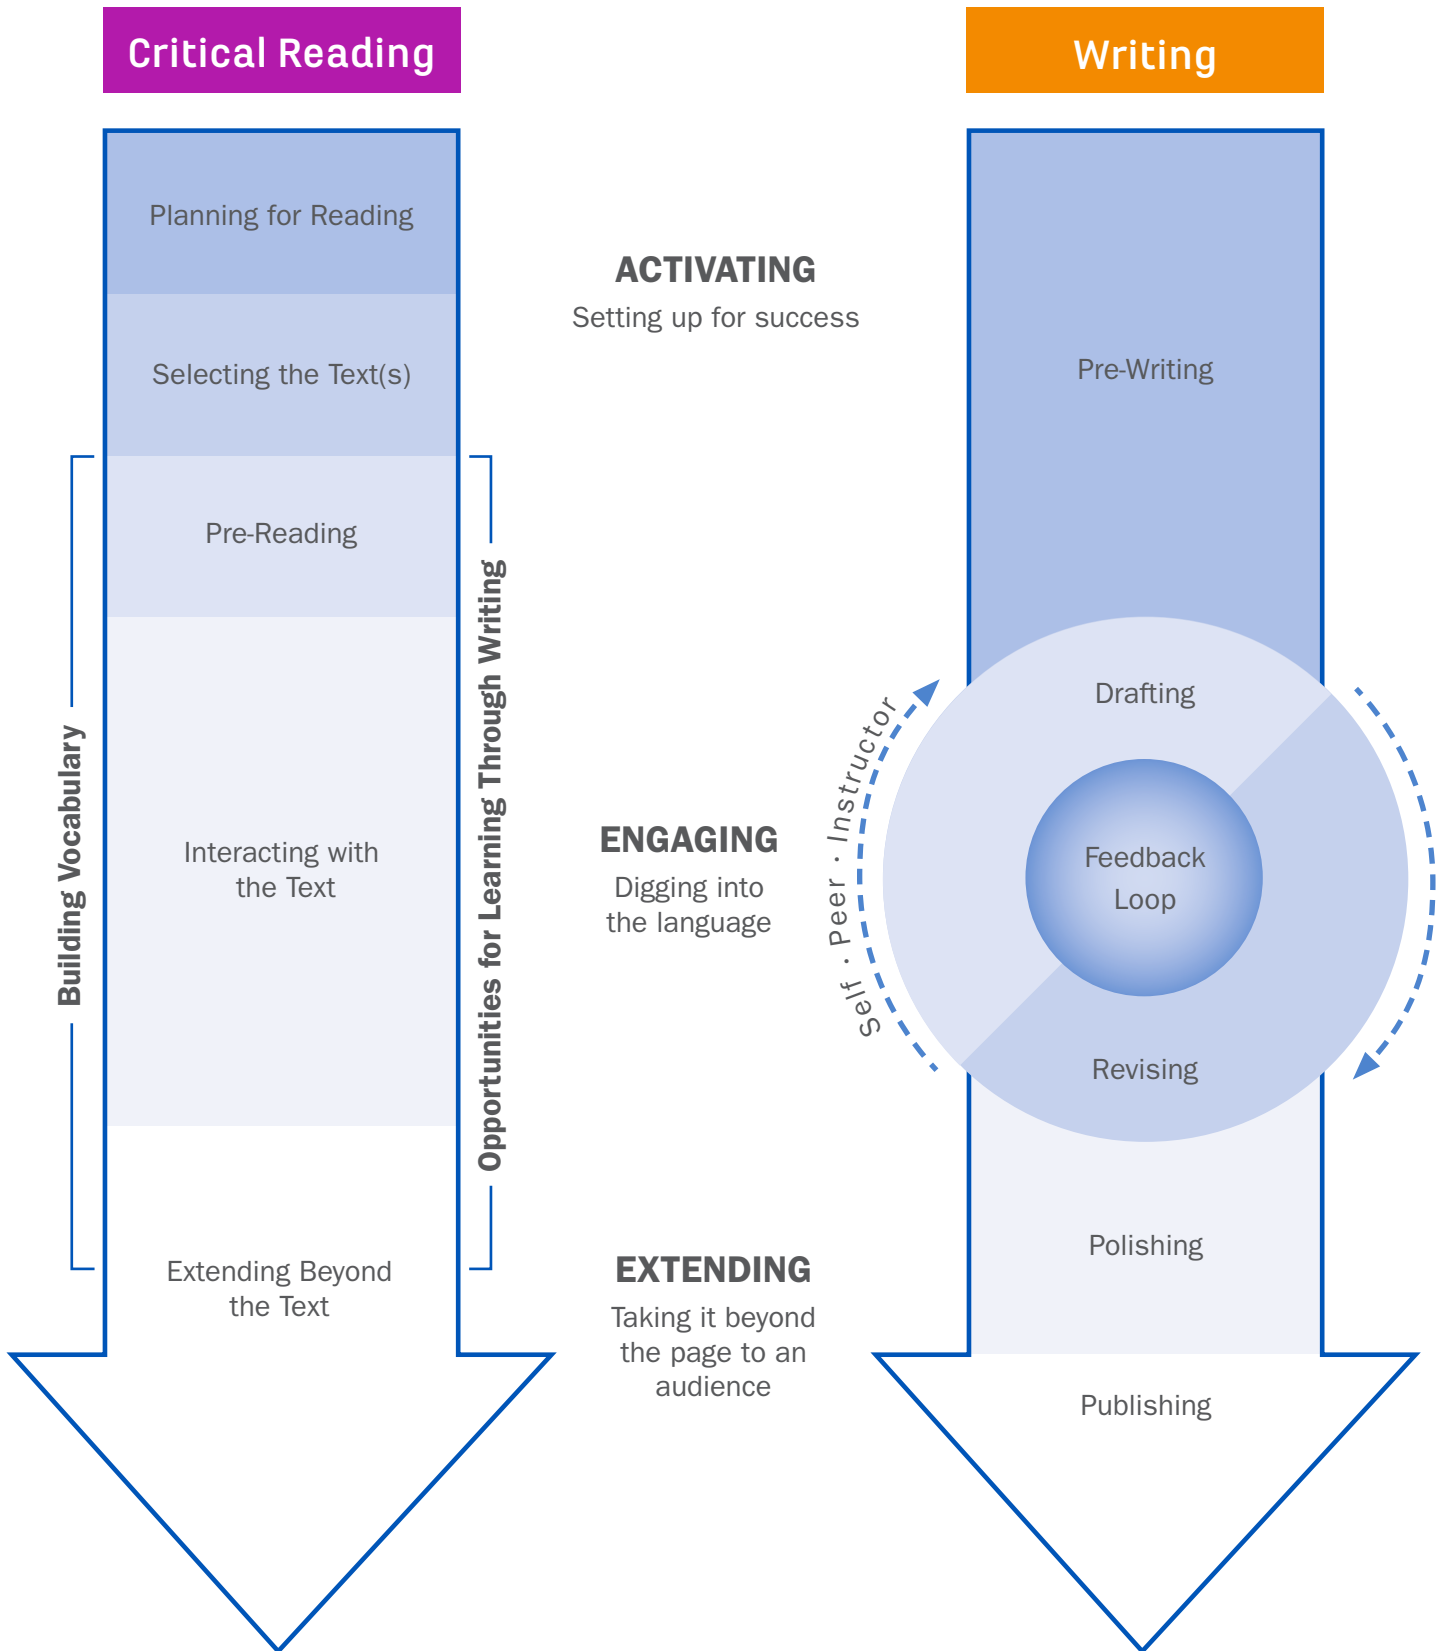 Critical Reading
Writing
Planning for Reading
Selecting the Text(s)
Pre-Reading
Interacting with
the Text
Extending Beyond
the Text
Building Vocabulary
Opportunities for Learning Through Writing
ACTIVATING
Setting up for success
ENGAGING
Digging into
the language
EXTENDING
Taking it beyond
the page to an
audience
Pre-Writing
Drafting
Feedback
Loop
Revising
Self · Peer · Instructor
Polishing
Publishing